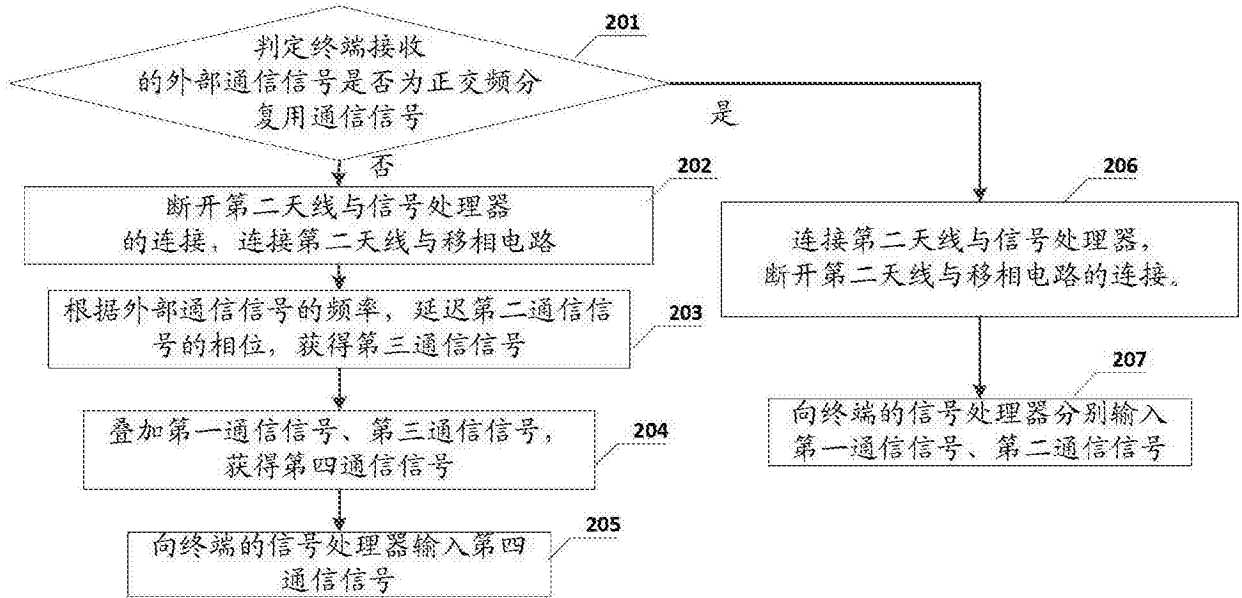 201
判定终端接收
的外部通信信号是否为正交频分
复用通信信号
是
否
202
断开第二天线与信号处理器
的连接，连接第二天线与移相电路
203
根据外部通信信号的频率，延迟第二通信信
号的相位，获得第三通信信号
204
叠加第一通信信号、第三通信信号，
获得第四通信信号
205
向终端的信号处理器输入第四
通信信号
206
连接第二天线与信号处理器，
断开第二天线与移相电路的连接。
207
向终端的信号处理器分别输入
第一通信信号、第二通信信号